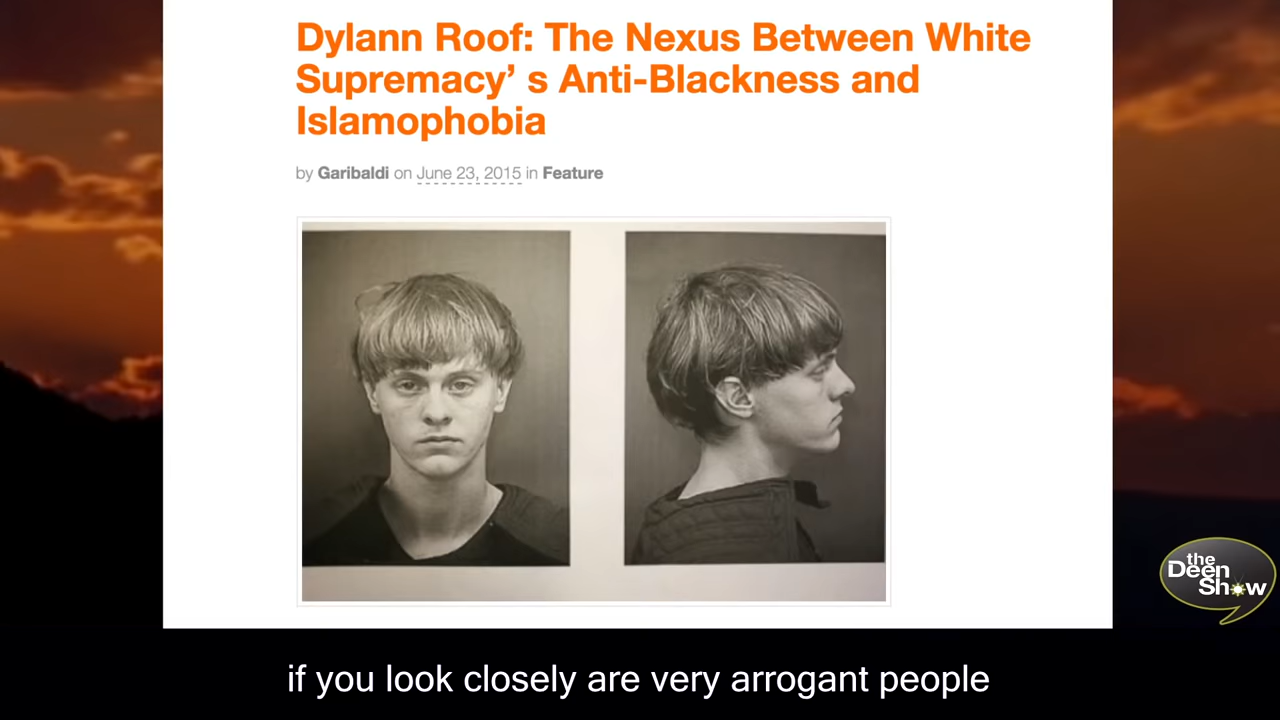 Dylann Roof: The Nexus Between White
Supremacy’ s Anti-Blackness and
Islamophobia
by Garibaldi on June 23, 2015 in Feature
the
Deen
Show
if you look closely are very arrogant people